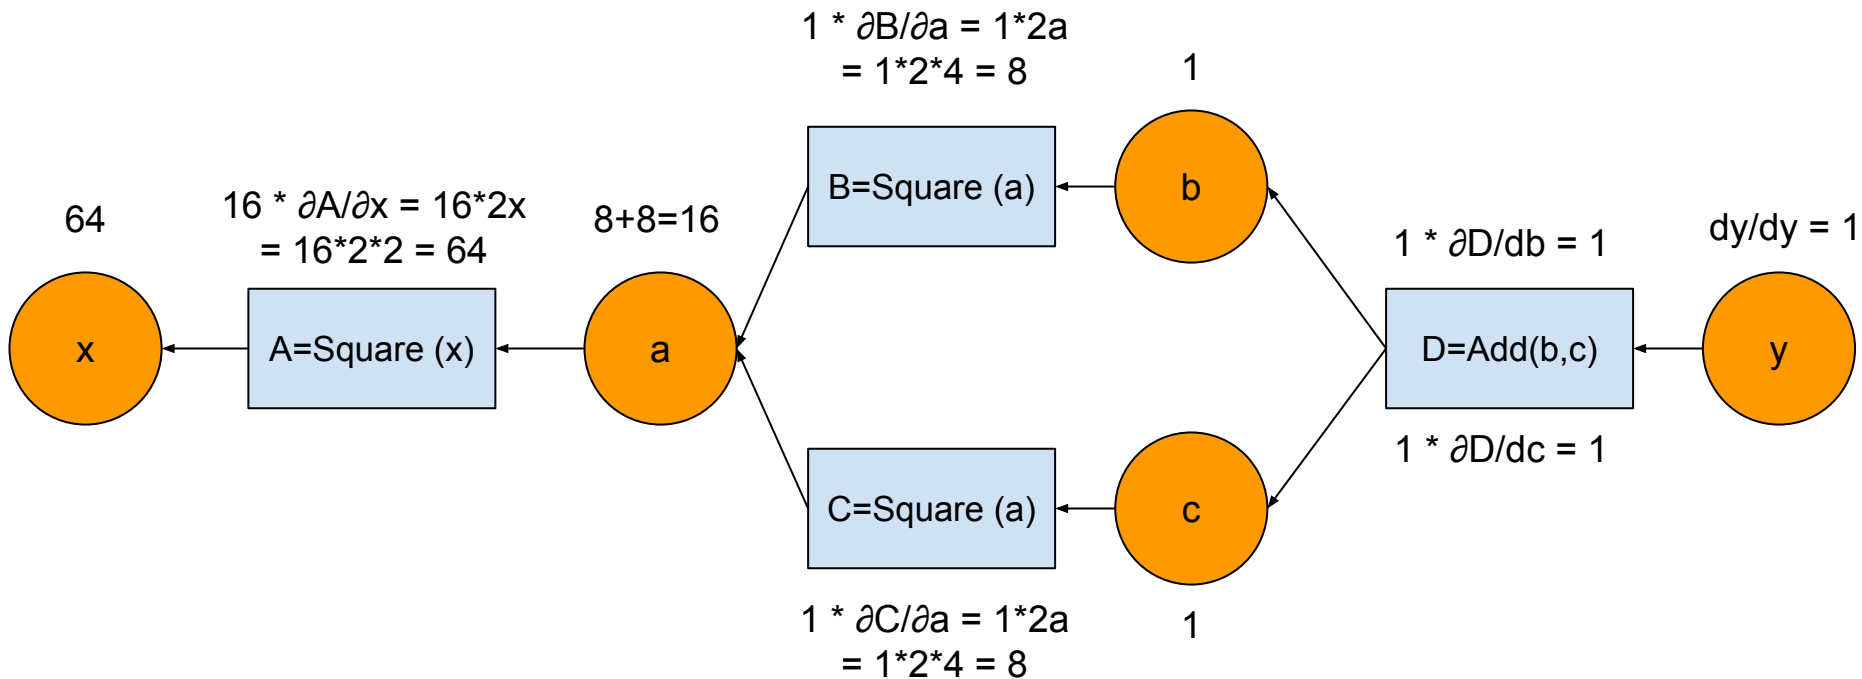 1 * ∂B/∂a = 1*2a
= 1*2*4 = 8
1
B=Square (a)
b
64
16 * ∂A/∂x = 16*2x
= 16*2*2 = 64
8+8=16
1 * ∂D/db = 1
dy/dy = 1
x
A=Square (x)
a
D=Add(b,c)
y
1 * ∂D/dc = 1
C=Square (a)
c
1 * ∂C/∂a = 1*2a
= 1*2*4 = 8
1